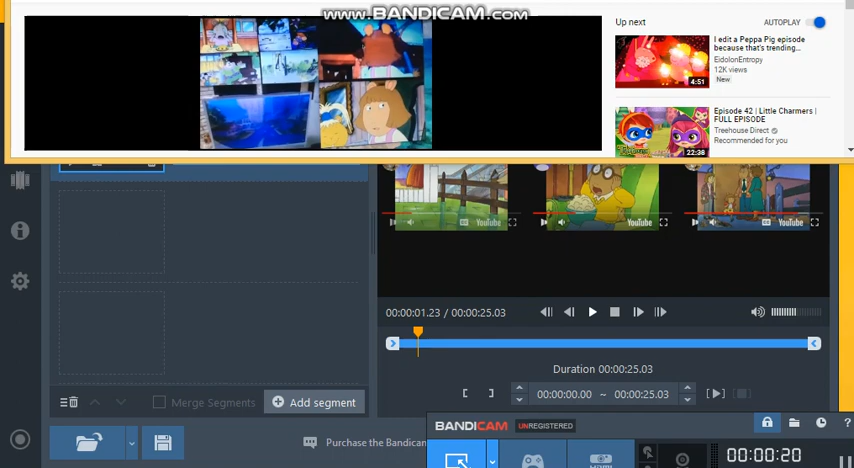 www.BANDICAM.com
Up next
AUTOPLAY
I edit a Peppa Pig episode
because that's trending...
EidolonEntropy
12K views
New
4:51
Episode 42 | Little Charmers |
FULL EPISODE
Treehouse Direct
Recommended for you
22:38
YouTube
YouTube
YouTube
00:00:01.23 / 00:00:25.03
Duration 00:00:25.03
00:00:00.00 ~ 00:00:25.03
Merge Segments
Add segment
Purchase the Bandicam
BANDICAM UNREGISTERED
00:00:20